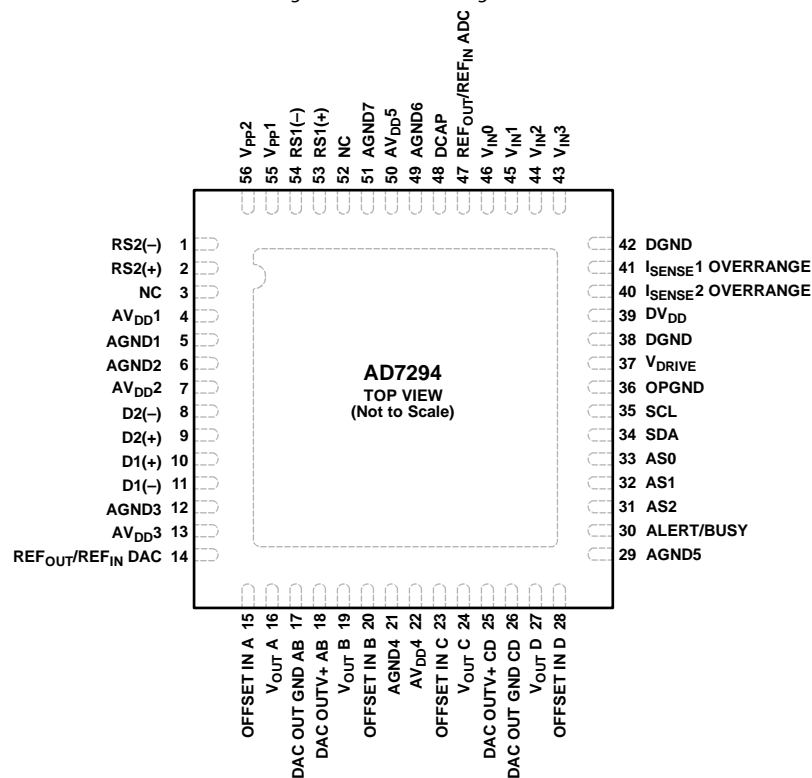 56 VPP2
55 VPP1
54 RS1(–)
53 RS1(+)
52 NC
51 AGND7
50 AVDD5
49 AGND6
48 DCAP
47 REFOUT/REFIN ADC
46 VIN0
45 VIN1
44 VIN2
43 VIN3
RS2(–) 1
RS2(+) 2
NC 3
AVDD1 4
AGND1 5
AGND2 6
AVDD2 7
D2(–) 8
D2(+) 9
D1(+) 10
D1(–) 11
AGND3 12
AVDD3 13
REFOUT/REFIN DAC 14
AD7294
TOP VIEW
(Not to Scale)
42 DGND
41 ISENSE1 OVERRANGE
40 ISENSE2 OVERRANGE
39 DVDD
38 DGND
37 VDRIVE
36 OPGND
35 SCL
34 SDA
33 AS0
32 AS1
31 AS2
30 ALERT/BUSY
29 AGND5
OFFSET IN A 15
VOUT A 16
DAC OUT GND AB 17
DAC OUTV+ AB 18
VOUT B 19
OFFSET IN B 20
AGND4 21
AVDD4 22
OFFSET IN C 23
VOUT C 24
DAC OUTV+ CD 25
DAC OUT GND CD 26
VOUT D 27
OFFSET IN D 28